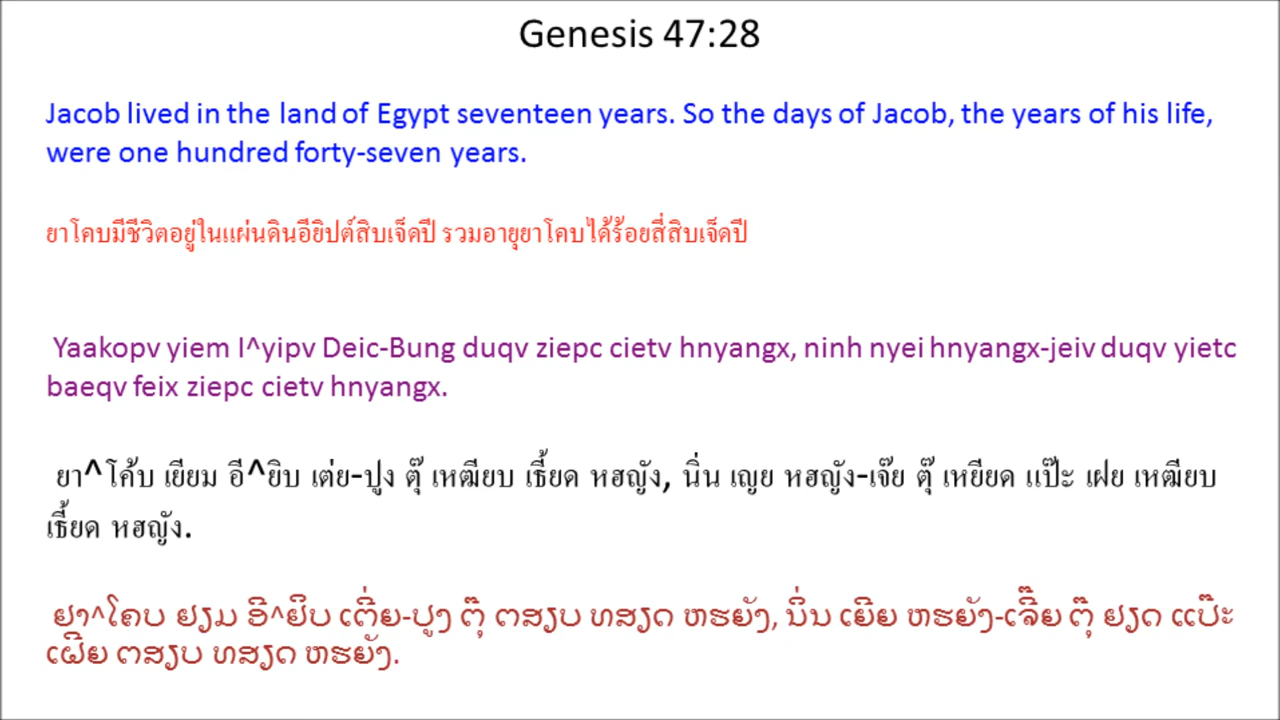 Genesis 47:28
Jacob lived in the land of Egypt seventeen years. So the days of Jacob, the years of his life,
were one hundred forty-seven years.
ยาโคบมีชีวิตอยู่ในแผ่นดินอียิปต์สิบเจ็ดปี รวมอายุยาโคบได้ร้อยสี่สิบเจ็ดปี
Yaakopv yiem I^yipv Deic-Bung duqv ziepc cietv hnyangx, ninh nyei hnyangx-jeiv duqv yietc
baeqv feix ziepc cietv hnyangx.
ยา^โค้บ เยียม อี^ยิบ เต่ย-ปูง ตุ๊ เหฒียบ เธี้ยด หฮญัง, นิ่น เญย หฮญัง-เจ๊ย ตุ๊ เหยียด แป๊ะ เฝย เหฒียบ
เธี้ยด หฮญัง.
ຢາ^ໂຄບ ຢຽມ ອີ^ຢິບ ເຕີ່ຍ-ປູງ ຕຸ໊ ຕສຽບ ທສຽດ ຫຮຍັງ, ນິ່ນ ເຍີຍ ຫຮຍັງ-ເຈີ໊ຍ ຕຸ໊ ຢຽດ ແປ໊ະ
ເຝີຍ ຕສຽບ ທສຽດ ຫຮຍັງ.